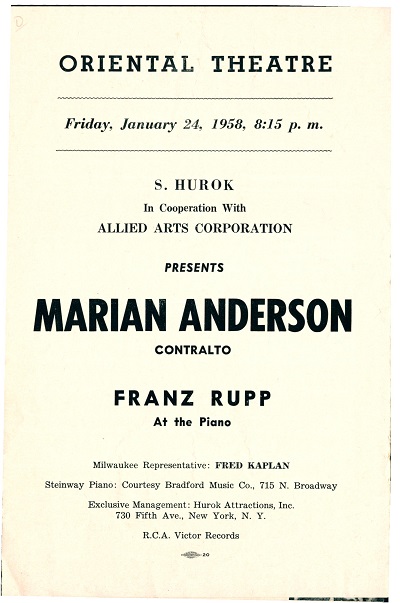 ORIENTAL THEATRE
Friday, January 24, 1958, 8:15 p. m.
S. HUROK
In Cooperation With
ALLIED ARTS CORPORATION
PRESENTS
MARIAN ANDERSON
CONTRALTO
FRANZ RUPP
At the Piano
Milwaukee Representative: FRED KAPLAN
Steinway Piano: Courtesy Bradford Music Co., 715 N. Broadway
Exclusive Management: Hurok Attractions, Inc.
730 Fifth Ave., New York, N. Y.
R.C.A. Victor Records
20